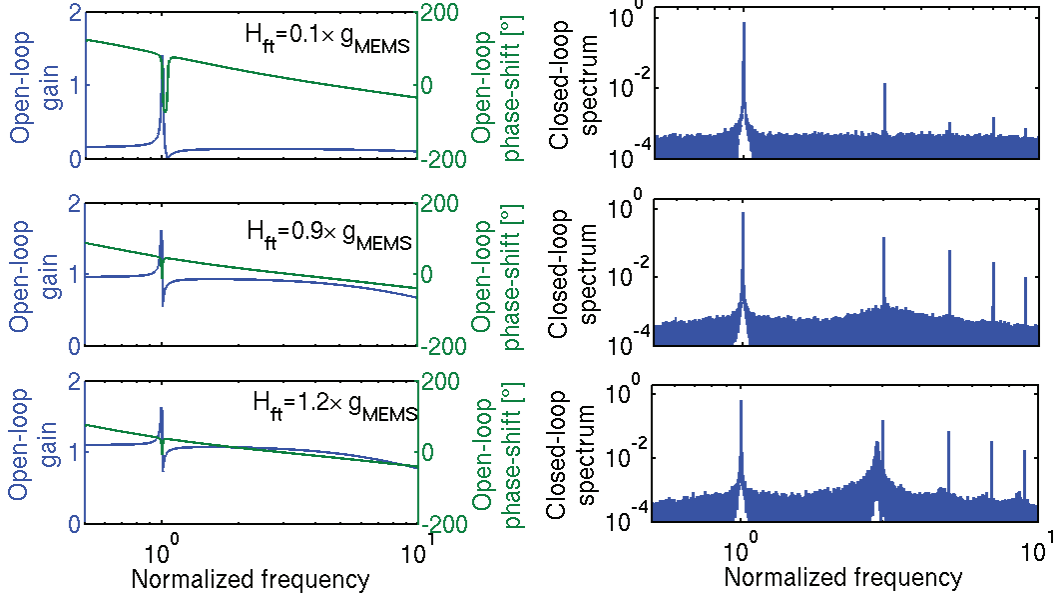 Open-loop
gain
2
1
0
H_ft=0.1× g_MEMS
200
0
-200
Open-loop
phase-shift [°]
Closed-loop
spectrum
10^0
10^-2
10^-4
Open-loop
gain
2
1
0
H_ft=0.9× g_MEMS
200
0
-200
Open-loop
phase-shift [°]
Closed-loop
spectrum
10^0
10^-2
10^-4
Open-loop
gain
2
1
0
H_ft=1.2× g_MEMS
200
0
-200
Open-loop
phase-shift [°]
10^0
10^1
Normalized frequency
Closed-loop
spectrum
10^0
10^-2
10^-4
10^0
10^1
Normalized frequency